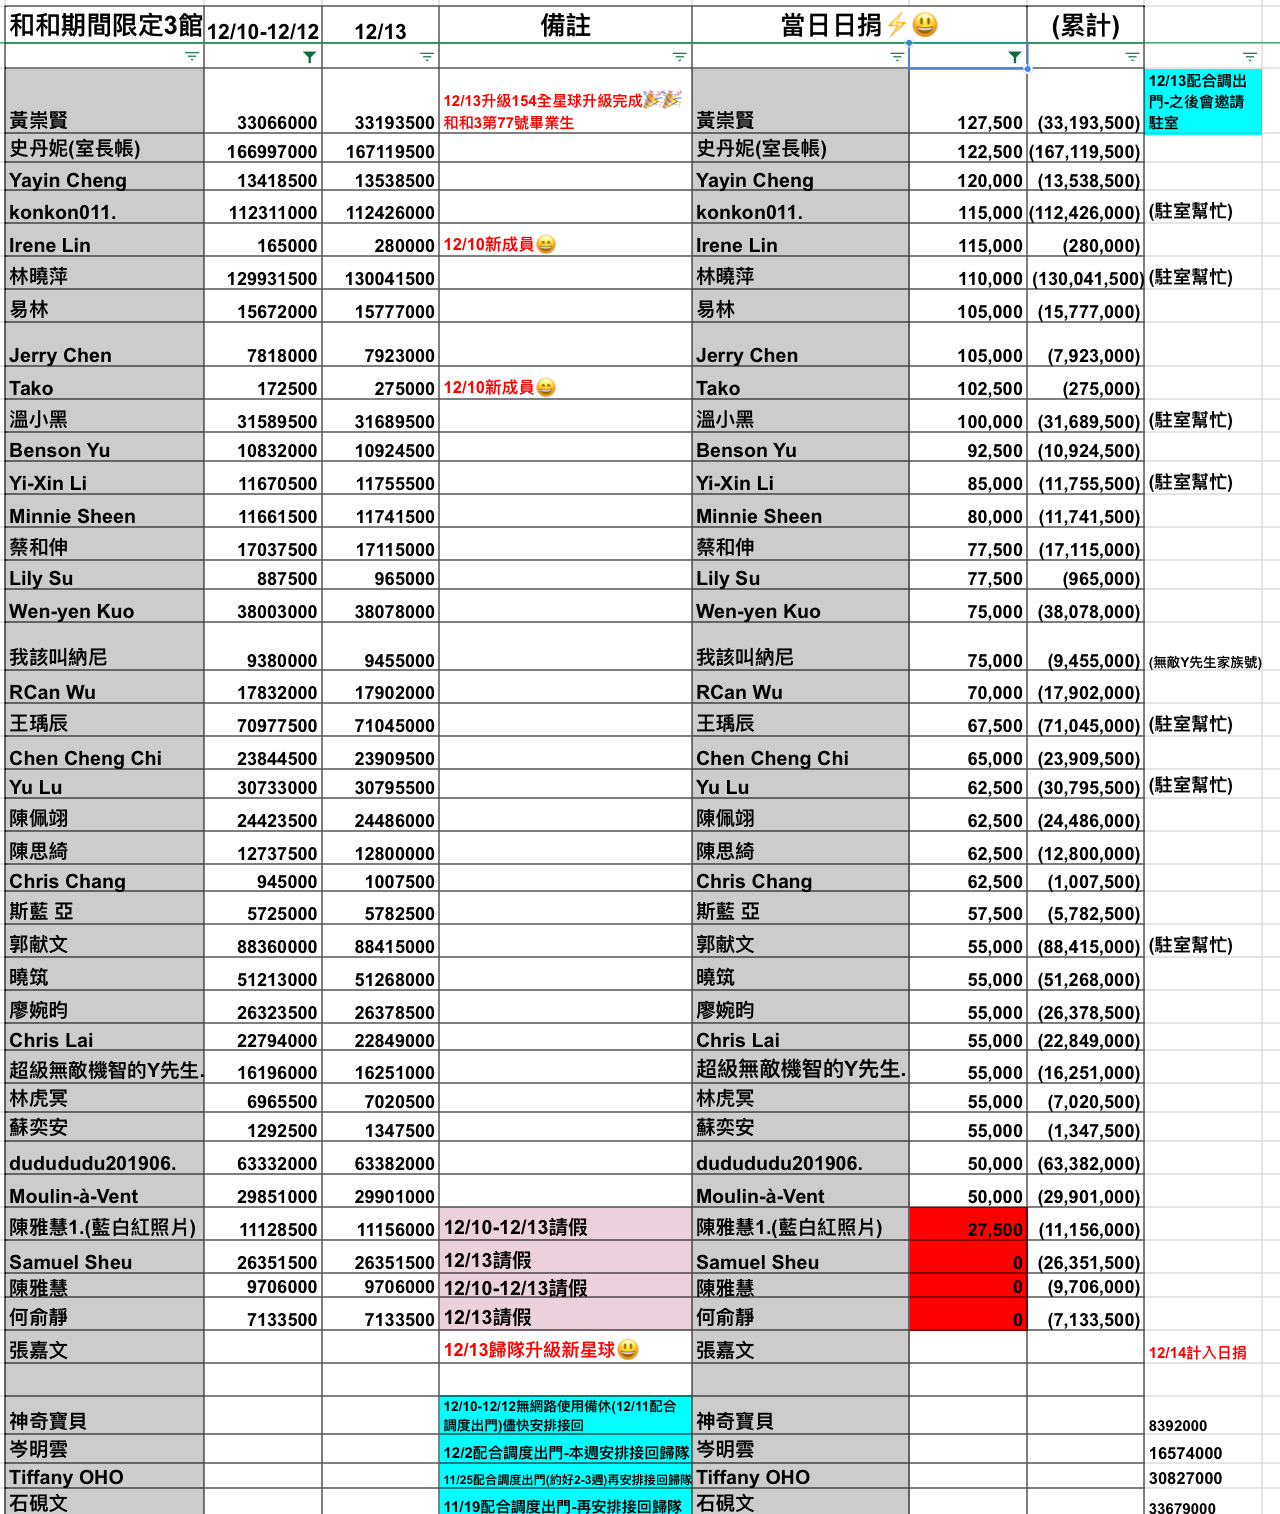 和和期間限定3館 12/10-12/12 12/13 備註 當日日捐⚡😃 (累計)
12/13配合調出
門-之後會邀請
駐室
12/13升級154全星球升級完成🎉🎉
和和3第77號畢業生
黃崇賢 33066000 33193500 黃崇賢 127,500 (33,193,500)
史丹妮(室長帳) 166997000 167119500 史丹妮(室長帳) 122,500 (167,119,500)
Yayin Cheng 13418500 13538500 Yayin Cheng 120,000 (13,538,500)
konkon011. 112311000 112426000 konkon011. 115,000 (112,426,000) (駐室幫忙)
Irene Lin 165000 280000 12/10新成員😄 Irene Lin 115,000 (280,000)
林曉萍 129931500 130041500 林曉萍 110,000 (130,041,500) (駐室幫忙)
易林 15672000 15777000 易林 105,000 (15,777,000)
Jerry Chen 7818000 7923000 Jerry Chen 105,000 (7,923,000)
Tako 172500 275000 12/10新成員😄 Tako 102,500 (275,000)
溫小黑 31589500 31689500 溫小黑 100,000 (31,689,500) (駐室幫忙)
Benson Yu 10832000 10924500 Benson Yu 92,500 (10,924,500)
Yi-Xin Li 11670500 11755500 Yi-Xin Li 85,000 (11,755,500) (駐室幫忙)
Minnie Sheen 11661500 11741500 Minnie Sheen 80,000 (11,741,500)
蔡和伸 17037500 17115000 蔡和伸 77,500 (17,115,000)
Lily Su 887500 965000 Lily Su 77,500 (965,000)
Wen-yen Kuo 38003000 38078000 Wen-yen Kuo 75,000 (38,078,000)
我該叫納尼 9380000 9455000 我該叫納尼 75,000 (9,455,000) (無敵Y先生家族號)
RCan Wu 17832000 17902000 RCan Wu 70,000 (17,902,000)
王瑀辰 70977500 71045000 王瑀辰 67,500 (71,045,000) (駐室幫忙)
Chen Cheng Chi 23844500 23909500 Chen Cheng Chi 65,000 (23,909,500)
Yu Lu 30733000 30795500 Yu Lu 62,500 (30,795,500) (駐室幫忙)
陳佩翊 24423500 24486000 陳佩翊 62,500 (24,486,000)
陳思綺 12737500 12800000 陳思綺 62,500 (12,800,000)
Chris Chang 945000 1007500 Chris Chang 62,500 (1,007,500)
斯藍 亞 5725000 5782500 斯藍 亞 57,500 (5,782,500)
郭献文 88360000 88415000 郭献文 55,000 (88,415,000) (駐室幫忙)
曉筑 51213000 51268000 曉筑 55,000 (51,268,000)
廖婉昀 26323500 26378500 廖婉昀 55,000 (26,378,500)
Chris Lai 22794000 22849000 Chris Lai 55,000 (22,849,000)
超級無敵機智的Y先生. 16196000 16251000 超級無敵機智的Y先生. 55,000 (16,251,000)
林虎冥 6965500 7020500 林虎冥 55,000 (7,020,500)
蘇奕安 1292500 1347500 蘇奕安 55,000 (1,347,500)
dudududu201906. 63332000 63382000 dudududu201906. 50,000 (63,382,000)
Moulin-à-Vent 29851000 29901000 Moulin-à-Vent 50,000 (29,901,000)
陳雅慧1.(藍白紅照片) 11128500 11156000 12/10-12/13請假 陳雅慧1.(藍白紅照片) 27,500 (11,156,000)
Samuel Sheu 26351500 26351500 12/13請假 Samuel Sheu 0 (26,351,500)
陳雅慧 9706000 9706000 12/10-12/13請假 陳雅慧 0 (9,706,000)
何俞靜 7133500 7133500 12/13請假 何俞靜 0 (7,133,500)
張嘉文 12/13歸隊升級新星球😃 張嘉文 12/14計入日捐
12/10-12/12無網路使用備休(12/11配合
調度出門)儘快安排接回
神奇寶貝 神奇寶貝 8392000
岑明雲 12/2配合調度出門-本週安排接回歸隊 岑明雲 16574000
Tiffany OHO 11/25配合調度出門(約好2-3週)再安排接回歸隊 Tiffany OHO 30827000
石硯文 11/19配合調度出門-再安排接回歸隊 石硯文 33679000